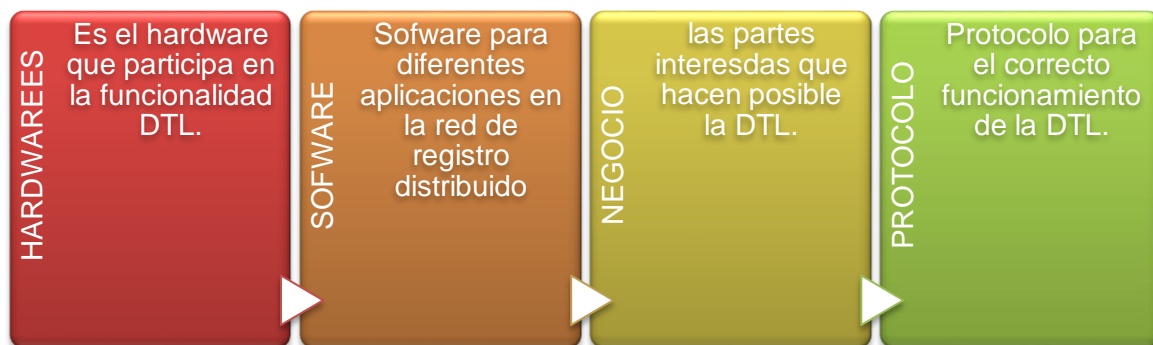 HARDWAREES
Es el hardware
que participa en
la funcionalidad
DTL.
SOFWARE
Sofware para
diferentes
aplicaciones en
la red de
registro
distribuido
NEGOCIO
las partes
interesdas que
hacen posible
la DTL.
PROTOCOLO
Protocolo para
el correcto
funcionamiento
de la DTL.